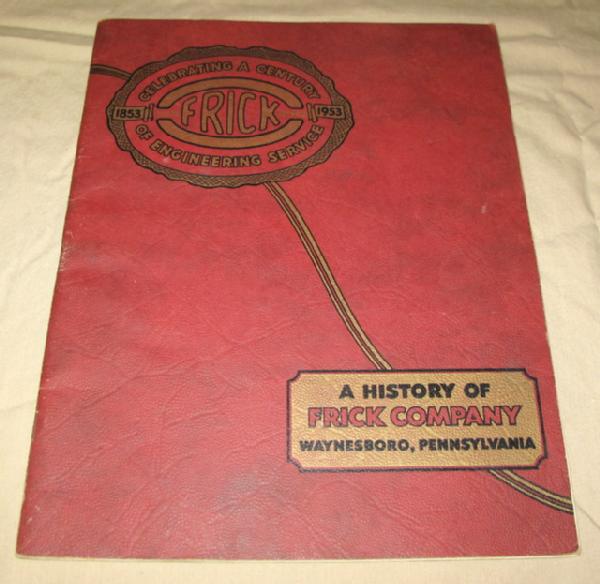 CELEBRATING A CENTURY
1853 FRICK 1953
OF ENGINEERING SERVICE
A HISTORY OF
FRICK COMPANY
WAYNESBORO, PENNSYLVANIA